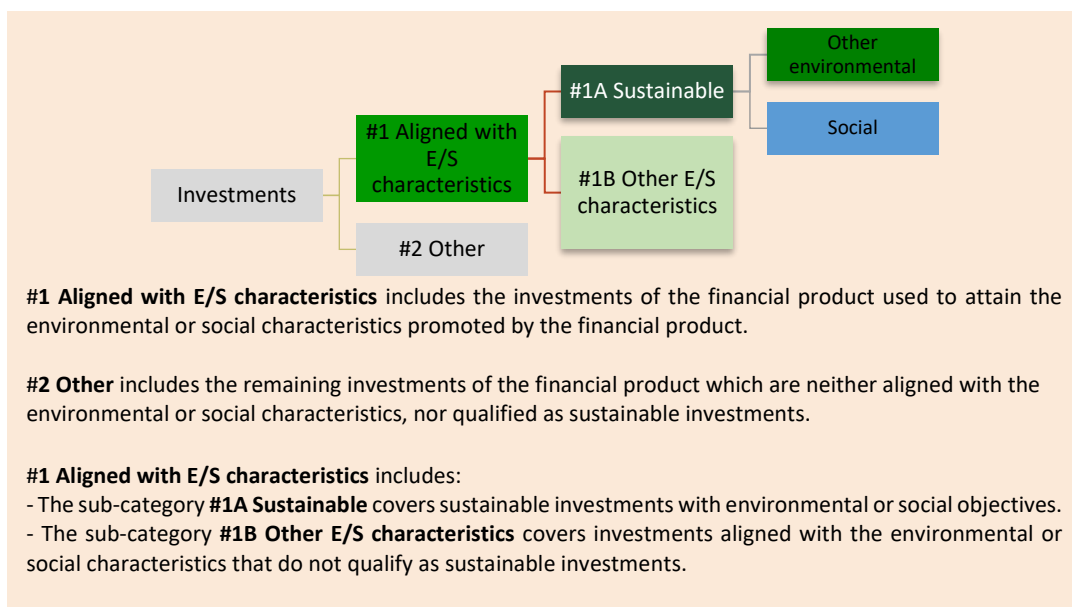 Other
environmental
#1A Sustainable
Social
#1 Aligned with
E/S
characteristics
#1B Other E/S
characteristics
Investments
#2 Other
#1 Aligned with E/S characteristics includes the investments of the financial product used to attain the
environmental or social characteristics promoted by the financial product.
#2 Other includes the remaining investments of the financial product which are neither aligned with the
environmental or social characteristics, nor qualified as sustainable investments.
#1 Aligned with E/S characteristics includes:
- The sub-category #1A Sustainable covers sustainable investments with environmental or social objectives.
- The sub-category #1B Other E/S characteristics covers investments aligned with the environmental or
social characteristics that do not qualify as sustainable investments.